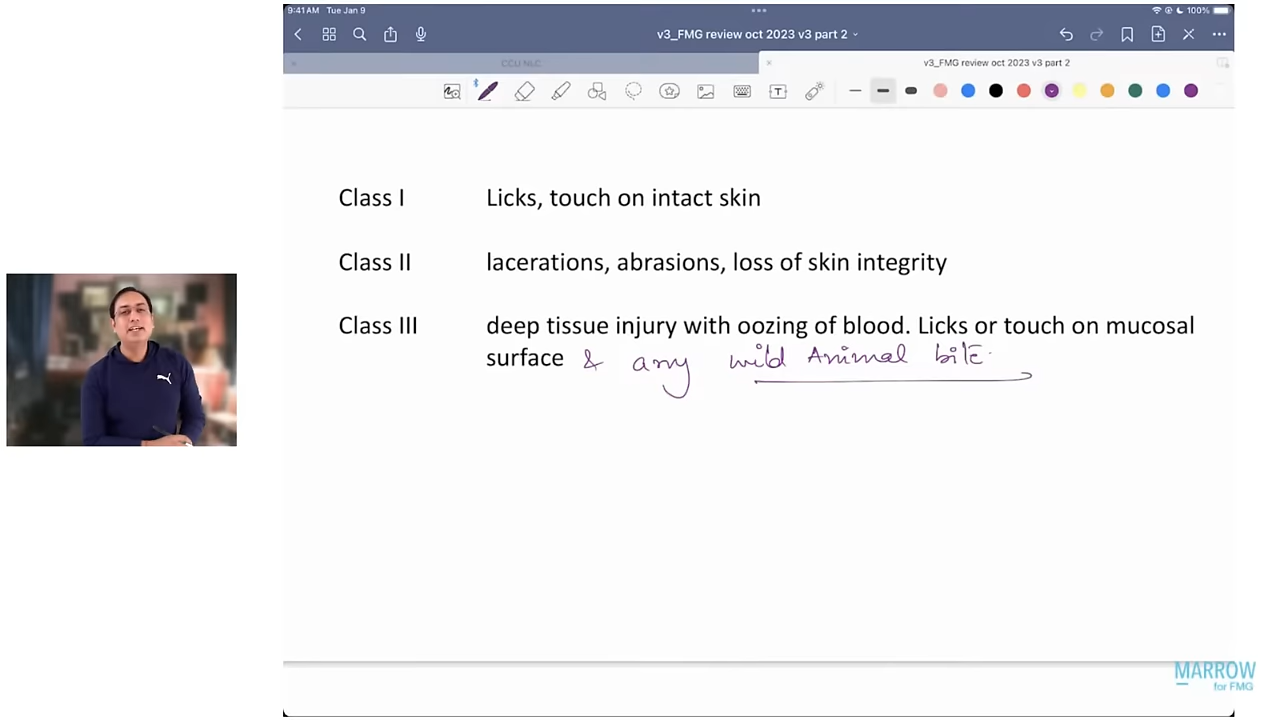 9:41 AM Tue Jan 9
100%
v3_FMG review oct 2023 v3 part 2
CCU NLC
v3_FMG review oct 2023 v3 part 2
T
Class I Licks, touch on intact skin
Class II lacerations, abrasions, loss of skin integrity
Class III deep tissue injury with oozing of blood. Licks or touch on mucosal
surface & any wild Animal bite
MARROW
for FMG